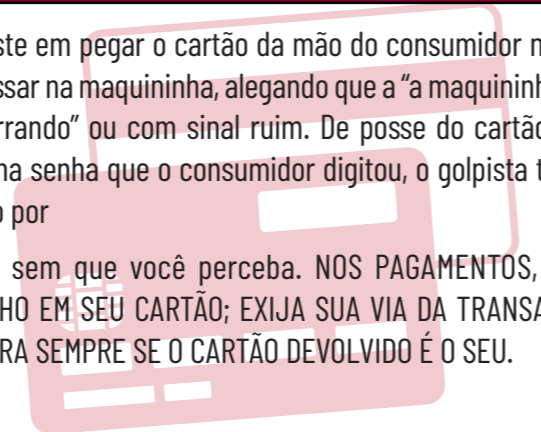 ste em pegar o cartão da mão do consumidor n
ssar na maquininha, alegando que a “a maquininh
rrando” ou com sinal ruim. De posse do cartão
na senha que o consumidor digitou, o golpista t
o por
sem que você perceba. NOS PAGAMENTOS,
HO EM SEU CARTÃO; EXIJA SUA VIA DA TRANSA
RA SEMPRE SE O CARTÃO DEVOLVIDO É O SEU.